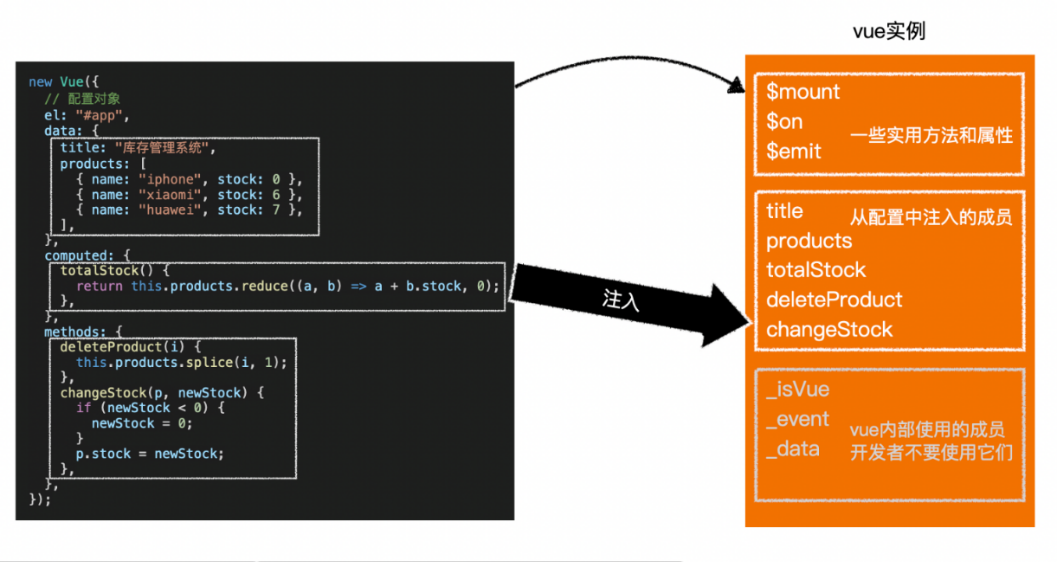 vue实例
new Vue({
// 配置对象
el: "#app",
data: {
title: "库存管理系统",
products: [
{ name: "iphone", stock: 0 },
{ name: "xiaomi", stock: 6 },
{ name: "huawei", stock: 7 },
],
},
computed: {
totalStock() {
return this.products.reduce((a, b) => a + b.stock, 0);
},
},
methods: {
deleteProduct(i) {
this.products.splice(i, 1);
},
changeStock(p, newStock) {
if (newStock < 0) {
newStock = 0;
}
p.stock = newStock;
},
},
});
注入
$mount
$on
$emit
一些实用方法和属性
title
从配置中注入的成员
products
totalStock
deleteProduct
changeStock
_isVue
_event
_data
vue内部使用的成员
开发者不要使用它们